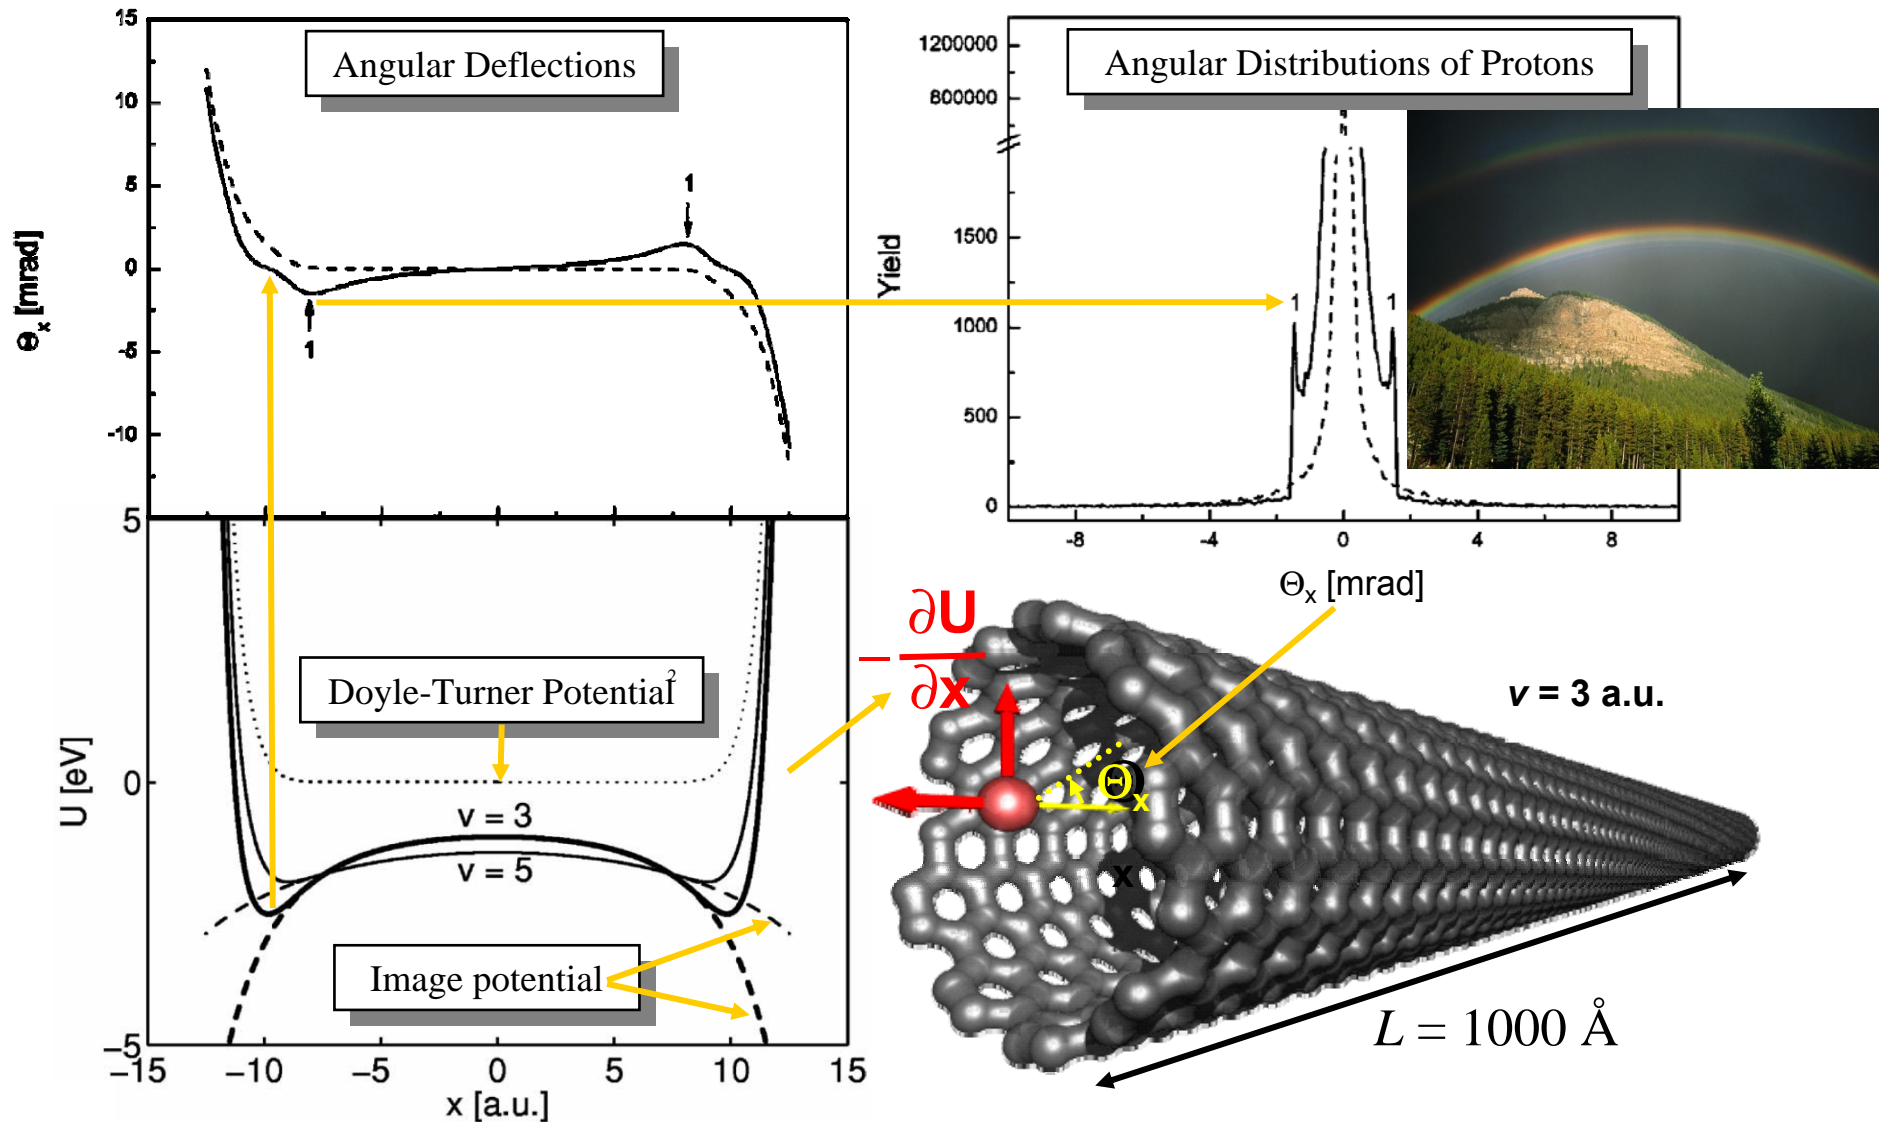 Angular Deflections
15
10
5
0
-5
-10
Θx [mrad]
1
1
Angular Distributions of Protons
1200000
800000
1500
1000
500
0
Yield
1
1
-8
-4
0
4
8
Θx [mrad]
5
0
−5
U [eV]
Doyle-Turner Potential2
v = 3
v = 5
Image potential
−15
−10
−5
0
5
10
15
x [a.u.]
−∂U
∂x
Θx
x
v = 3 a.u.
L = 1000 Å